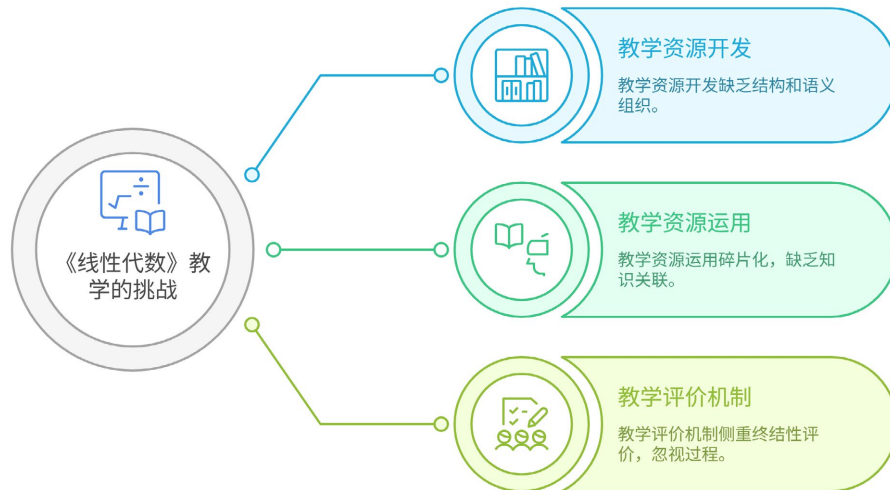 《线性代数》教
学的挑战
教学资源开发
教学资源开发缺乏结构和语义
组织。
教学资源运用
教学资源运用碎片化，缺乏知
识关联。
教学评价机制
教学评价机制侧重终结性评
价，忽视过程。